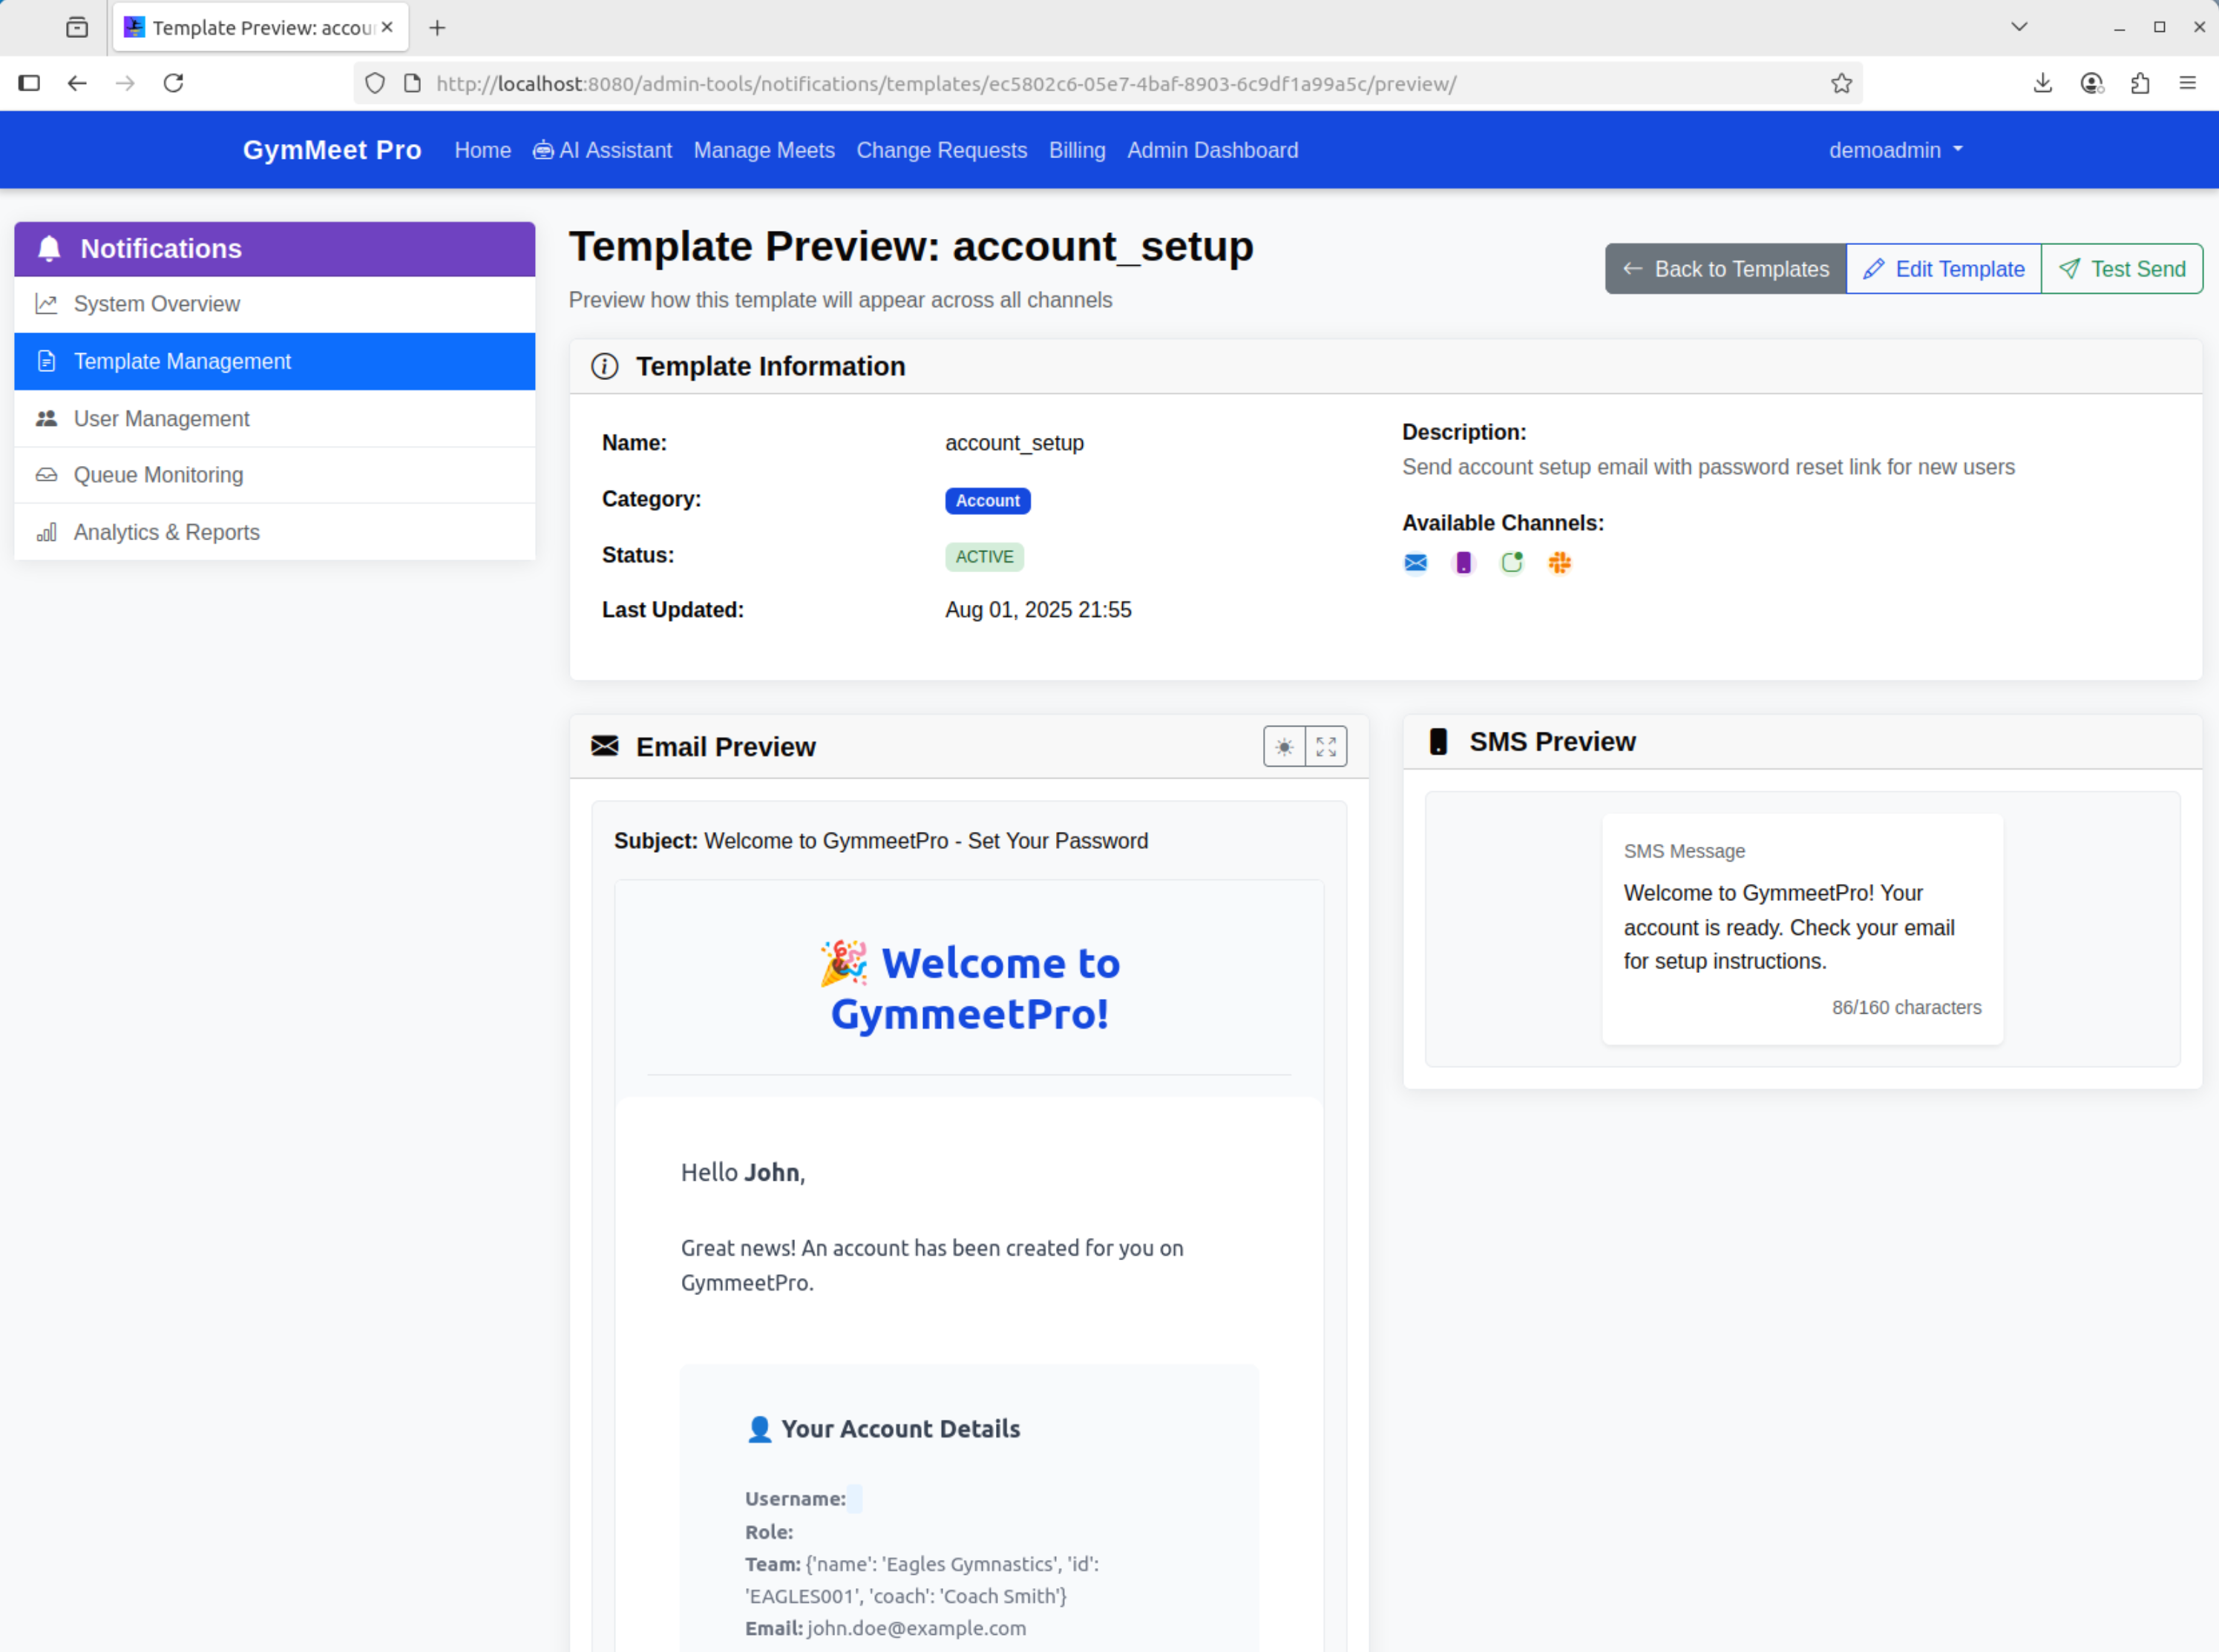 Template Preview: accou
http://localhost:8080/admin-tools/notifications/templates/ec5802c6-05e7-4baf-8903-6c9df1a99a5c/preview/
GymMeet Pro
Home
AI Assistant
Manage Meets
Change Requests
Billing
Admin Dashboard
demoadmin
Notifications
System Overview
Template Management
User Management
Queue Monitoring
Analytics & Reports
Template Preview: account_setup
Preview how this template will appear across all channels
Back to Templates
Edit Template
Test Send
Template Information
Name: account_setup
Category: Account
Status: ACTIVE
Last Updated: Aug 01, 2025 21:55
Description:
Send account setup email with password reset link for new users
Available Channels:
Email Preview
Subject: Welcome to GymmeetPro - Set Your Password
🎉 Welcome to
GymmeetPro!
Hello John,
Great news! An account has been created for you on
GymmeetPro.
👤 Your Account Details
Username:
Role:
Team: {'name': 'Eagles Gymnastics', 'id':
'EAGLES001', 'coach': 'Coach Smith'}
Email: john.doe@example.com
SMS Preview
SMS Message
Welcome to GymmeetPro! Your
account is ready. Check your email
for setup instructions.
86/160 characters